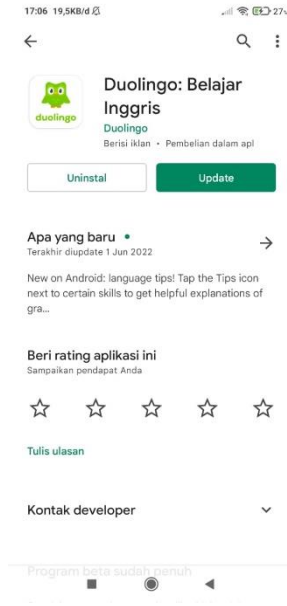 17:06 19,5KB/d
27
Duolingo: Belajar
Inggris
duolingo
Duolingo
Berisi iklan • Pembelian dalam apl
Uninstal
Update
Apa yang baru •
Terakhir diupdate 1 Jun 2022
New on Android: language tips! Tap the Tips icon
next to certain skills to get helpful explanations of
gra...
Beri rating aplikasi ini
Sampaikan pendapat Anda
Tulis ulasan
Kontak developer
Program beta sudah penuh